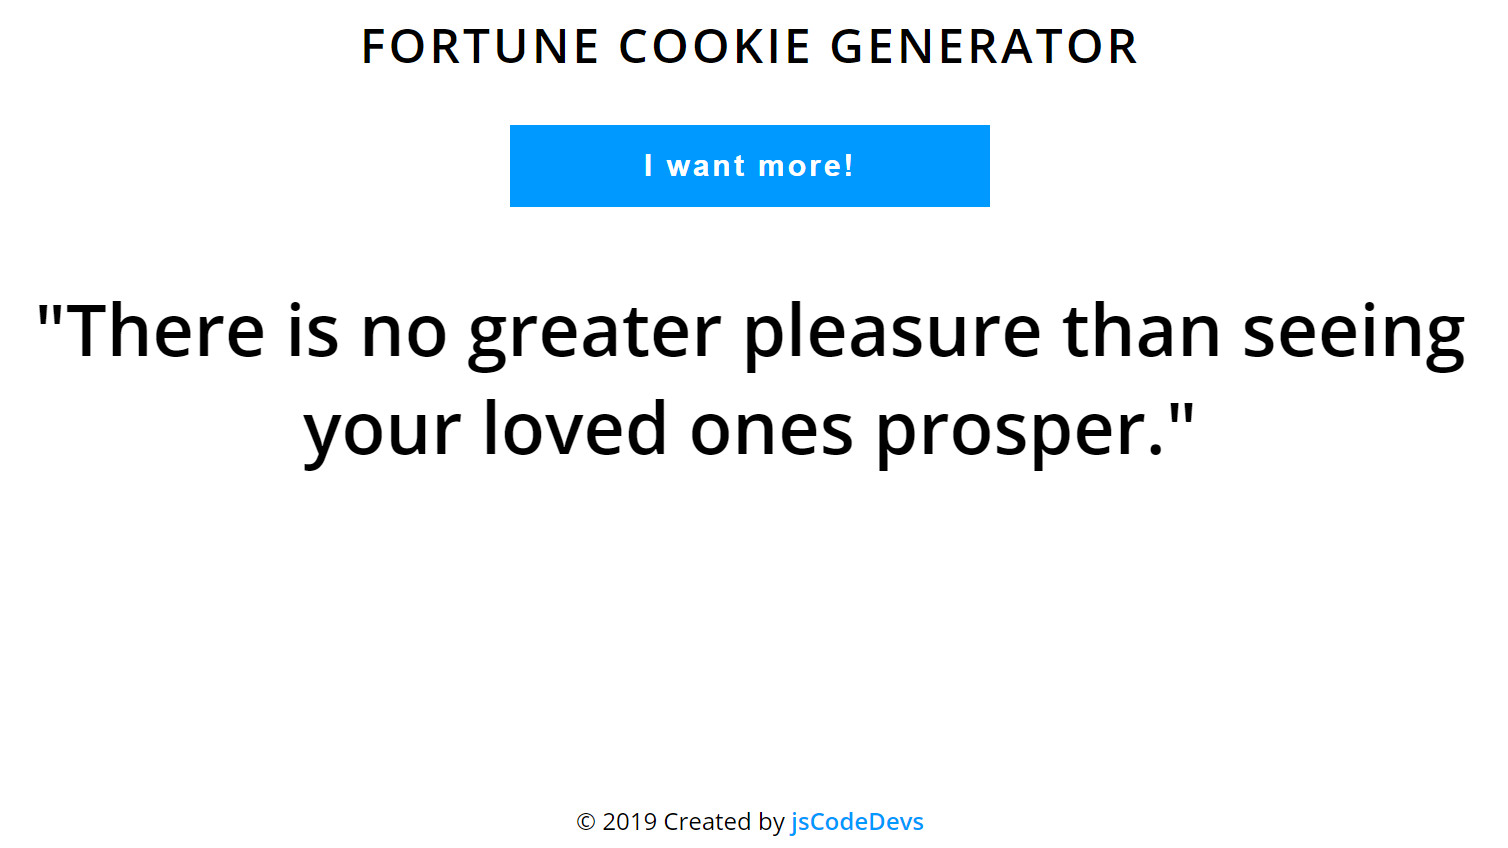 FORTUNE COOKIE GENERATOR
I want more!
"There is no greater pleasure than seeing
your loved ones prosper."
© 2019 Created by jsCodeDevs